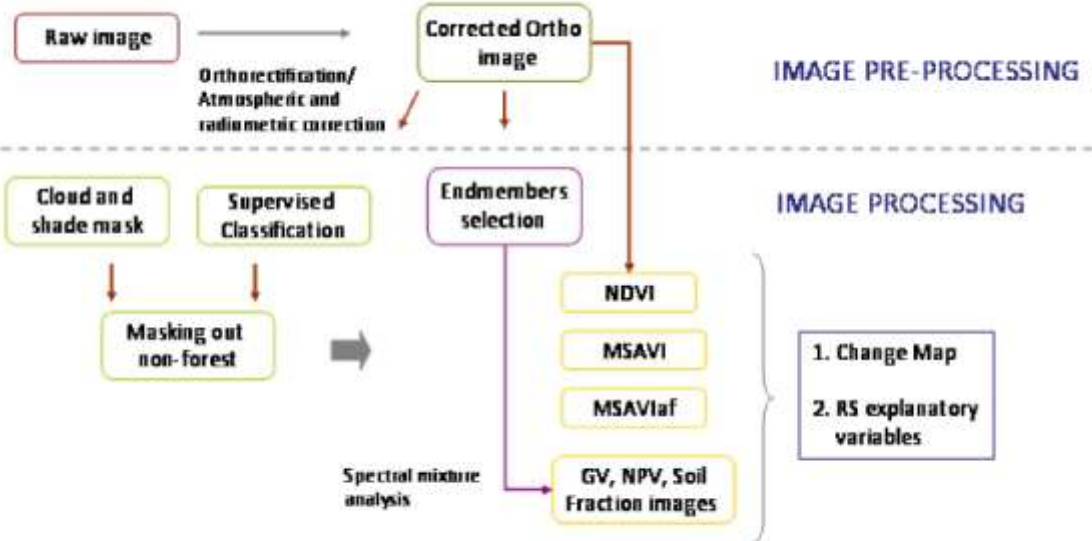 Raw image
Corrected Ortho
image
Orthorectification/
Atmospheric and
radiometric correction
IMAGE PRE-PROCESSING
Cloud and
shade mask
Supervised
Classification
Endmembers
selection
IMAGE PROCESSING
NDVI
Masking out
non-forest
MSAVI
MSAVIaf
1. Change Map
2. RS explanatory
variables
Spectral mixture
analysis
GV, NPV, Soil
Fraction images